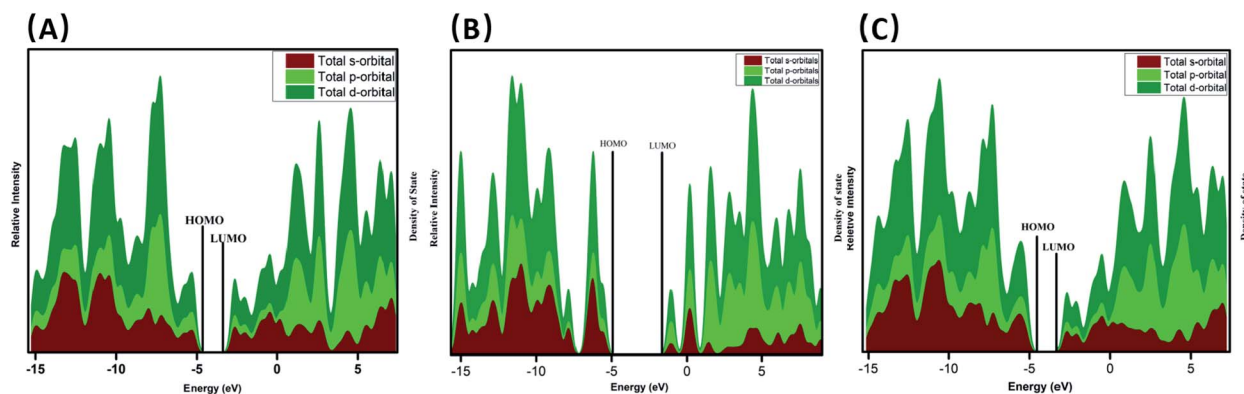 (A)
Total s-orbital
Total p-orbital
Total d-orbital
HOMO
LUMO
Relative Intensity
Density of State
-15 -10 -5 0 5
Energy (eV)
(B)
Total s-orbitals
Total p-orbitals
Total d-orbitals
HOMO
LUMO
Relative Intensity
Density of state
-15 -10 -5 0 5
Energy (eV)
(C)
Total s-orbital
Total p-orbital
Total d-orbital
HOMO
LUMO
Reletive Intensity
Density of state
-15 -10 -5 0 5
Energy (eV)